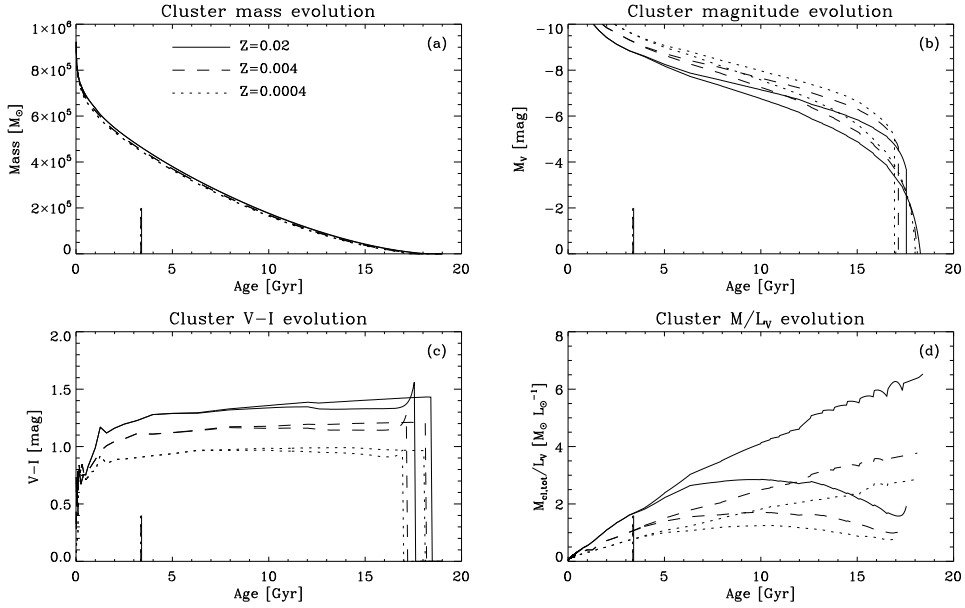 Cluster mass evolution
Cluster magnitude evolution
1×10⁶
8×10⁵
6×10⁵
4×10⁵
2×10⁵
0
Mass [M⊙]
(a)
Z=0.02
Z=0.004
Z=0.0004
0 5 10 15 20
Age [Gyr]
-10
-8
-6
-4
-2
0
M_V [mag]
(b)
0 5 10 15 20
Age [Gyr]
Cluster V-I evolution
Cluster M/L_V evolution
2.0
1.5
1.0
0.5
0.0
V-I [mag]
(c)
0 5 10 15 20
Age [Gyr]
8
6
4
2
0
M_cl,tot/L_V [M⊙ L⊙⁻¹]
(d)
0 5 10 15 20
Age [Gyr]